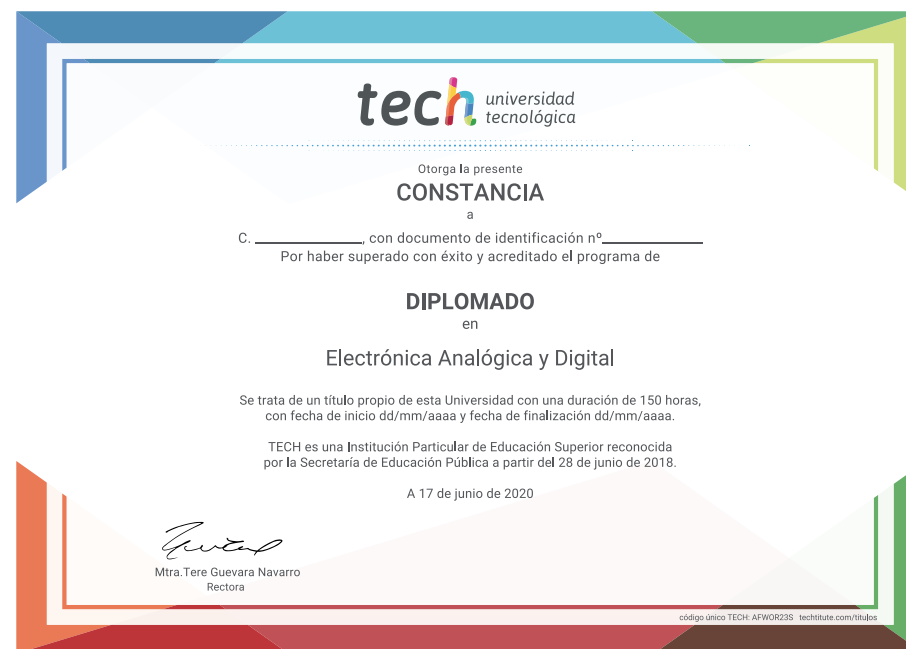 tech universidad
tecnológica
Otorga la presente
CONSTANCIA
a
C. ____________, con documento de identificación nº____________
Por haber superado con éxito y acreditado el programa de
DIPLOMADO
en
Electrónica Analógica y Digital
Se trata de un título propio de esta Universidad con una duración de 150 horas,
con fecha de inicio dd/mm/aaaa y fecha de finalización dd/mm/aaaa.
TECH es una Institución Particular de Educación Superior reconocida
por la Secretaría de Educación Pública a partir del 28 de junio de 2018.
A 17 de junio de 2020
Mtra.Tere Guevara Navarro
Rectora
código único TECH: AFWOR23S techtitute.com/titulos